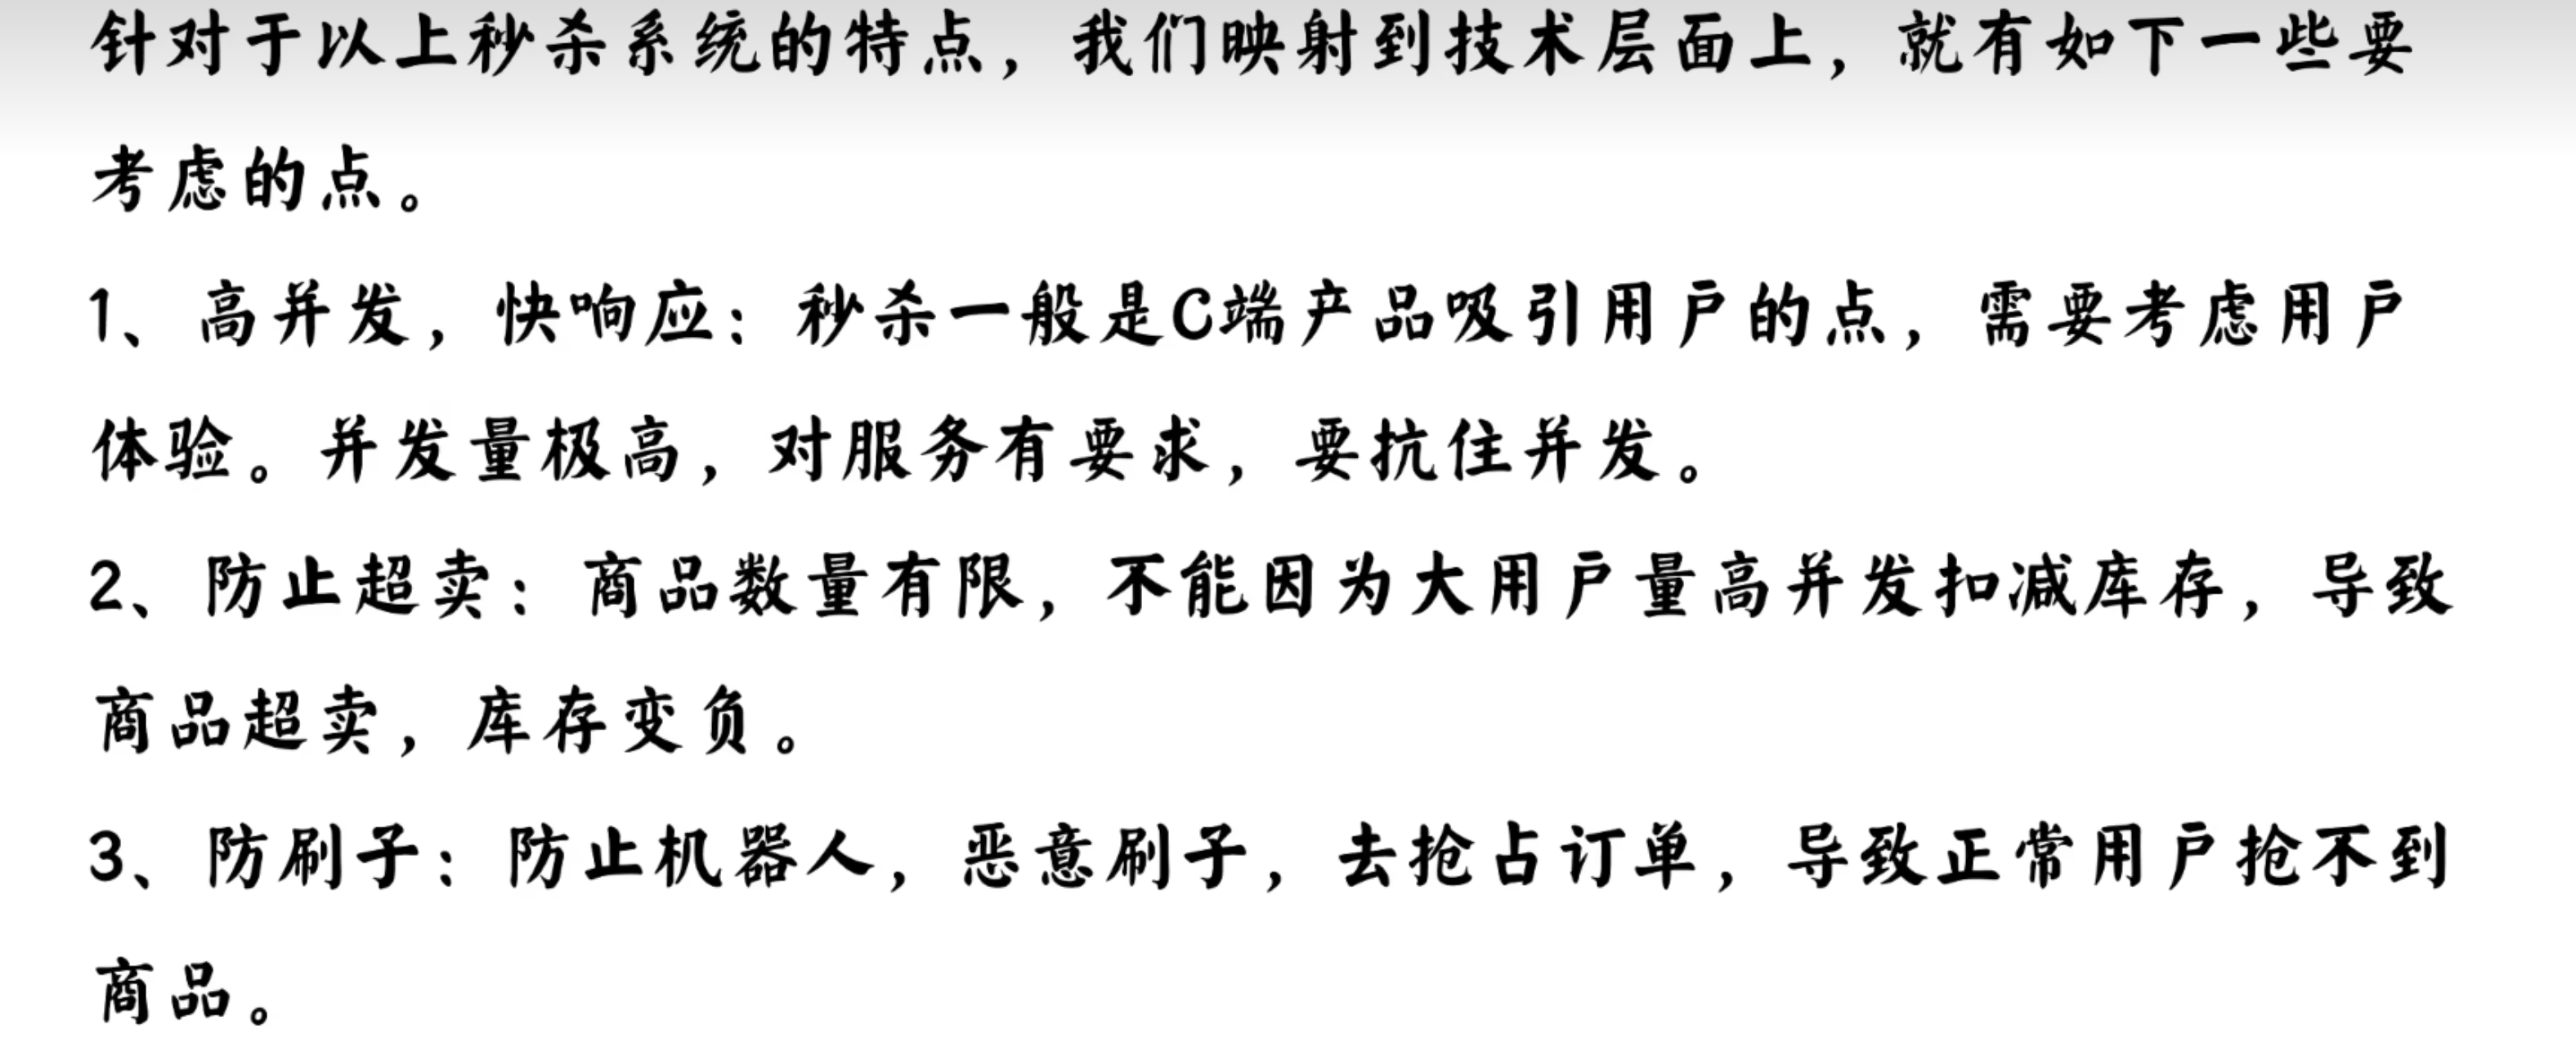 针对于以上秒杀系统的特点，我们映射到技术层面上，就有如下一些要
考虑的点。
1、高并发，快响应：秒杀一般是C端产品吸引用户的点，需要考虑用户
体验。并发量极高，对服务有要求，要抗住并发。
2、防止超卖：商品数量有限，不能因为大用户量高并发扣减库存，导致
商品超卖，库存变负。
3、防刷子：防止机器人，恶意刷子，去抢占订单，导致正常用户抢不到
商品。